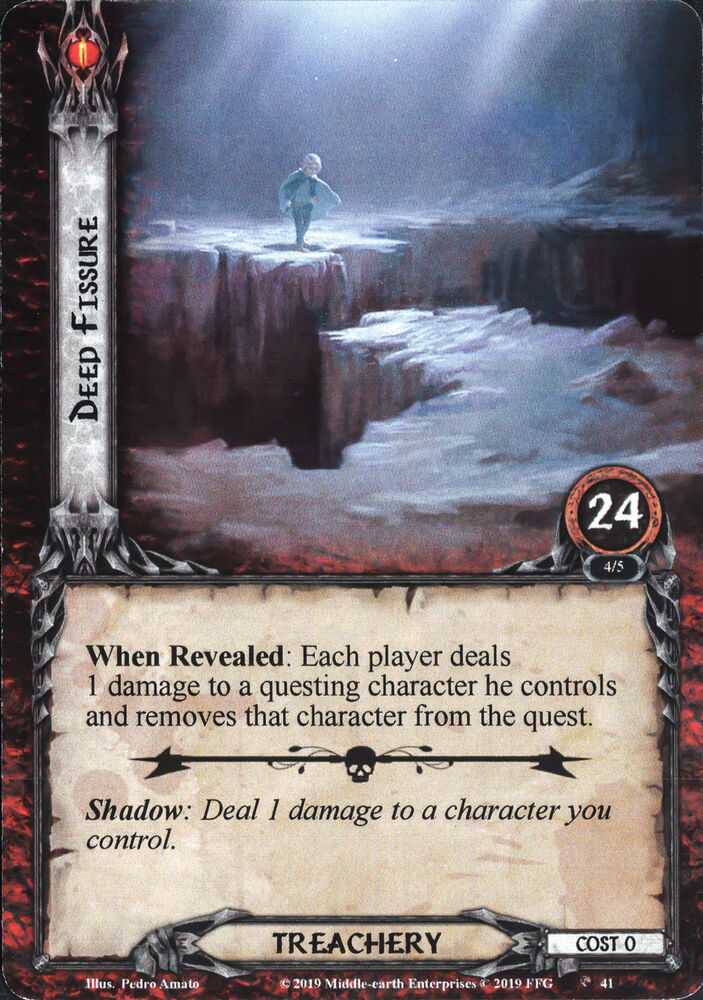 DEEP FISSURE
24
4/5
When Revealed: Each player deals
1 damage to a questing character he controls
and removes that character from the quest.
Shadow: Deal 1 damage to a character you
control.
TREACHERY
COST 0
Illus. Pedro Amato
© 2019 Middle-earth Enterprises © 2019 FFG
41